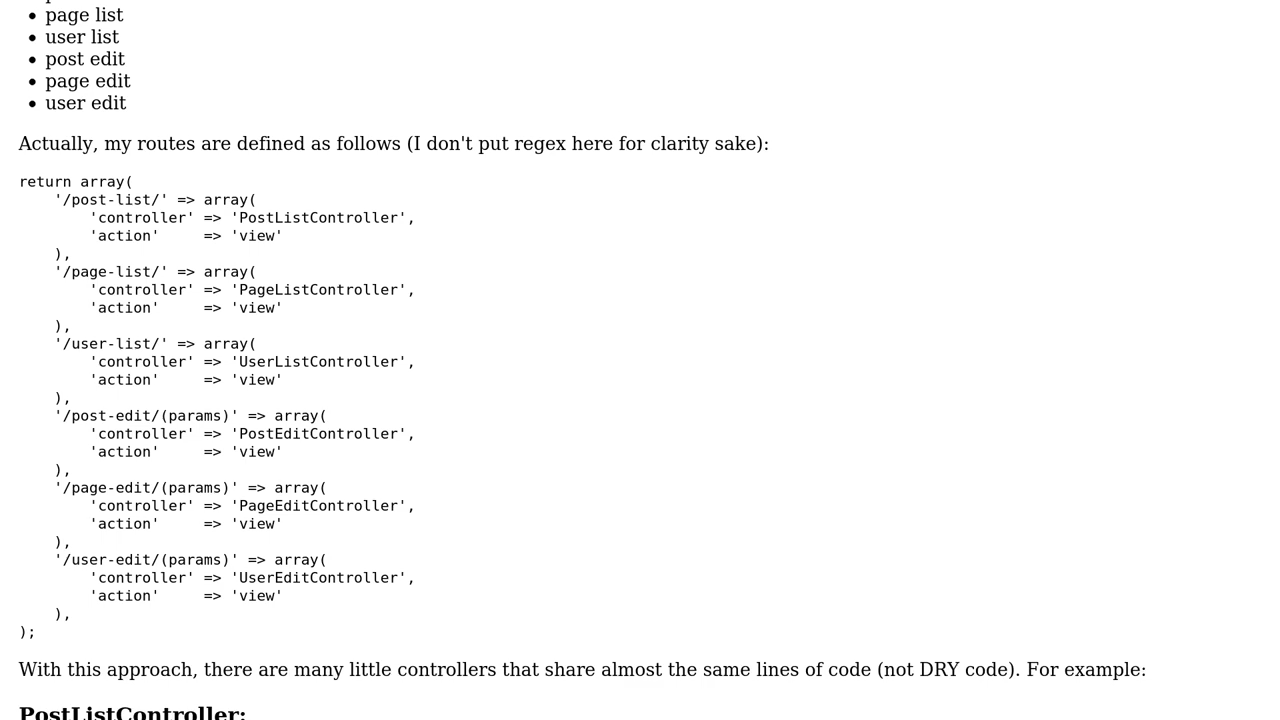 page list
user list
post edit
page edit
user edit
Actually, my routes are defined as follows (I don't put regex here for clarity sake):
return array(
    '/post-list/' => array(
        'controller' => 'PostListController',
        'action'     => 'view'
    ),
    '/page-list/' => array(
        'controller' => 'PageListController',
        'action'     => 'view'
    ),
    '/user-list/' => array(
        'controller' => 'UserListController',
        'action'     => 'view'
    ),
    '/post-edit/(params)' => array(
        'controller' => 'PostEditController',
        'action'     => 'view'
    ),
    '/page-edit/(params)' => array(
        'controller' => 'PageEditController',
        'action'     => 'view'
    ),
    '/user-edit/(params)' => array(
        'controller' => 'UserEditController',
        'action'     => 'view'
    ),
);
With this approach, there are many little controllers that share almost the same lines of code (not DRY code). For example:
PostListController: